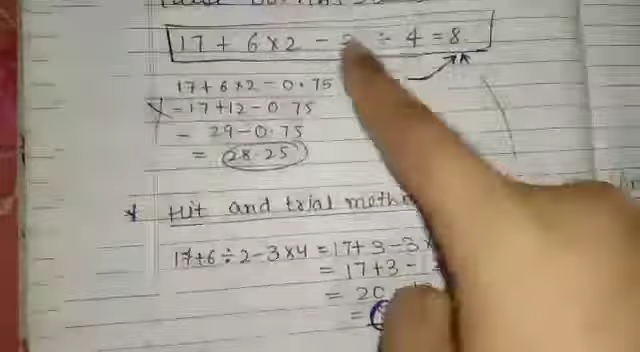 17 + 6 × 2 - ÷ 4 = 8
17 + 6 × 2 - 0.75
- 17 + 12 - 0.75
- 29 - 0.75
= 28.25
* Hit and trial
17 + 6 ÷ 2 - 3 × 4 = 17 + 3 - 3 ×
= 17 + 3 -
= 20
=